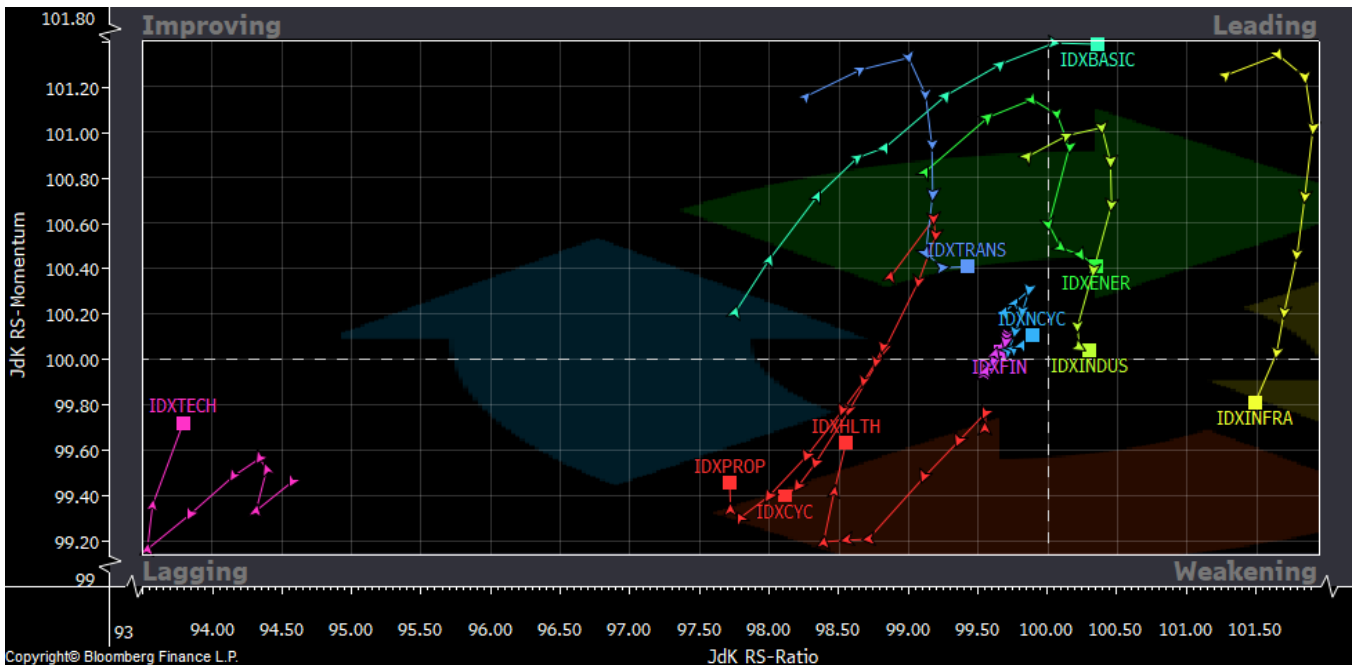 101.80
Improving
Leading
IDXBASIC
101.20
101.00
100.80
100.60
IDXTRANS
100.40
IDXENER
100.20
IDXNCYC
100.00
IDXFIN
IDXINDUS
99.80
IDXTECH
IDXINFRA
IDXHLTH
99.60
IDXPROP
99.40
IDXCYC
99.20
99
Lagging
Weakening
JdK RS-Momentum
93
94.00
94.50
95.00
95.50
96.00
96.50
97.00
97.50
98.00
98.50
99.00
99.50
100.00
100.50
101.00
101.50
Copyright© Bloomberg Finance L.P.
JdK RS-Ratio